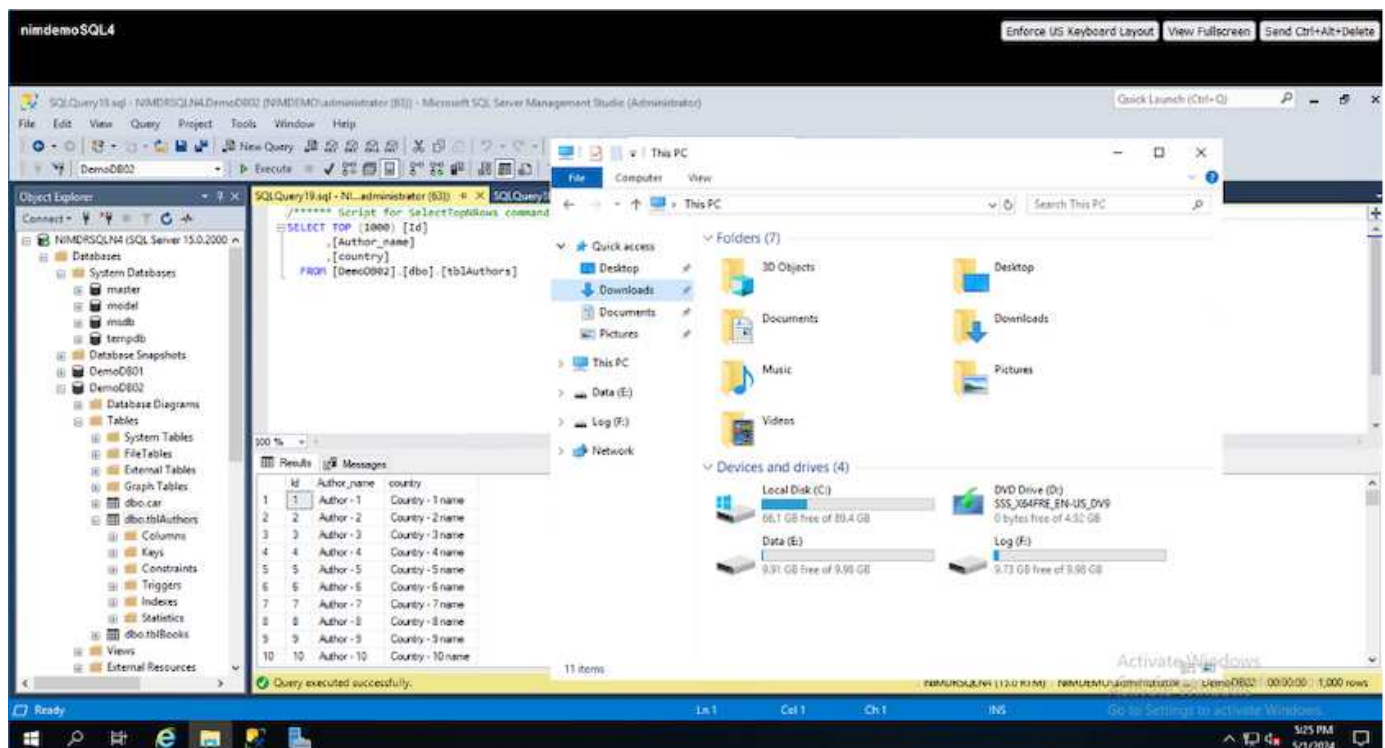 nimdemoSQL4
Enforce US Keyboard Layout View Fullscreen Send Ctrl+Alt+Delete
SQLQuery19.sql - NIMDRSQLN4.DemoDB02 (NIMDEMO\administrator (63)) - Microsoft SQL Server Management Studio (Administrator)
Quick Launch (Ctrl+Q)
File Edit View Query Project Tools Window Help
New Query
DemoDB02
Execute
Object Explorer
Connect
NIMDRSQLN4 (SQL Server 15.0.2000
Databases
System Databases
master
model
msdb
tempdb
Database Snapshots
DemoDB01
DemoDB02
Database Diagrams
Tables
System Tables
FileTables
External Tables
Graph Tables
dbo.car
dbo.tblAuthors
Columns
Keys
Constraints
Triggers
Indexes
Statistics
dbo.tblBooks
Views
External Resources
SQLQuery19.sql - NI...administrator (63))
/****** Script for SelectTopNRows command
SELECT TOP (1000) [Id]
,[Author_name]
,[country]
FROM [DemoDB02].[dbo].[tblAuthors]
100 %
Results Messages
Id Author_name country
1 1 Author - 1 Country - 1 name
2 2 Author - 2 Country - 2 name
3 3 Author - 3 Country - 3 name
4 4 Author - 4 Country - 4 name
5 5 Author - 5 Country - 5 name
6 6 Author - 6 Country - 6 name
7 7 Author - 7 Country - 7 name
8 8 Author - 8 Country - 8 name
9 9 Author - 9 Country - 9 name
10 10 Author - 10 Country - 10 name
Query executed successfully.
This PC
File Computer View
This PC
Search This PC
Quick access
Desktop
Downloads
Documents
Pictures
This PC
Data (E:)
Log (F:)
Network
Folders (7)
3D Objects
Desktop
Documents
Downloads
Music
Pictures
Videos
Devices and drives (4)
Local Disk (C:)
66.1 GB free of 89.4 GB
DVD Drive (D:)
SSS_X64FRE_EN-US_DV9
0 bytes free of 4.92 GB
Data (E:)
9.91 GB free of 9.98 GB
Log (F:)
9.73 GB free of 9.98 GB
11 items
Activate Windows
Go to Settings to activate Windows.
DemoDB02 00:00:00 1,000 rows
Ready Ln 1 Col 1 Ch 1 INS
5:25 PM
5/1/2024